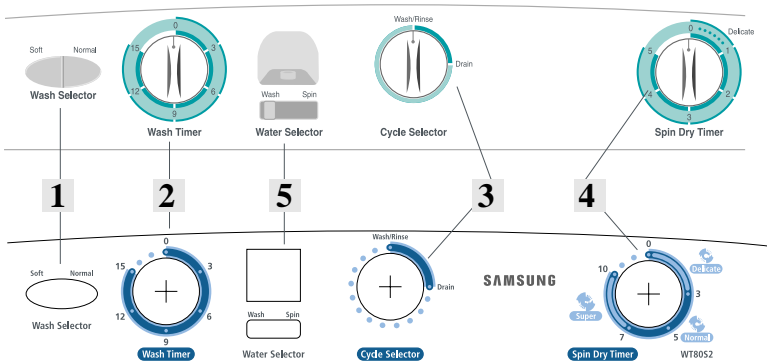 Wash/Rinse
0
0
Delicate
Soft Normal
15
3
5
1
Drain
12
6
Wash Spin
4
2
Wash Selector
9
3
Wash Timer
Water Selector
Cycle Selector
Spin Dry Timer
1
2
5
3
4
Wash/Rinse
0
0
Soft Normal
15
3
10
Delicate
SAMSUNG
Drain
3
12
6
Wash Spin
Super
Normal
Wash Selector
9
7
5
Wash Timer
Water Selector
Cycle Selector
Spin Dry Timer
WT80S2